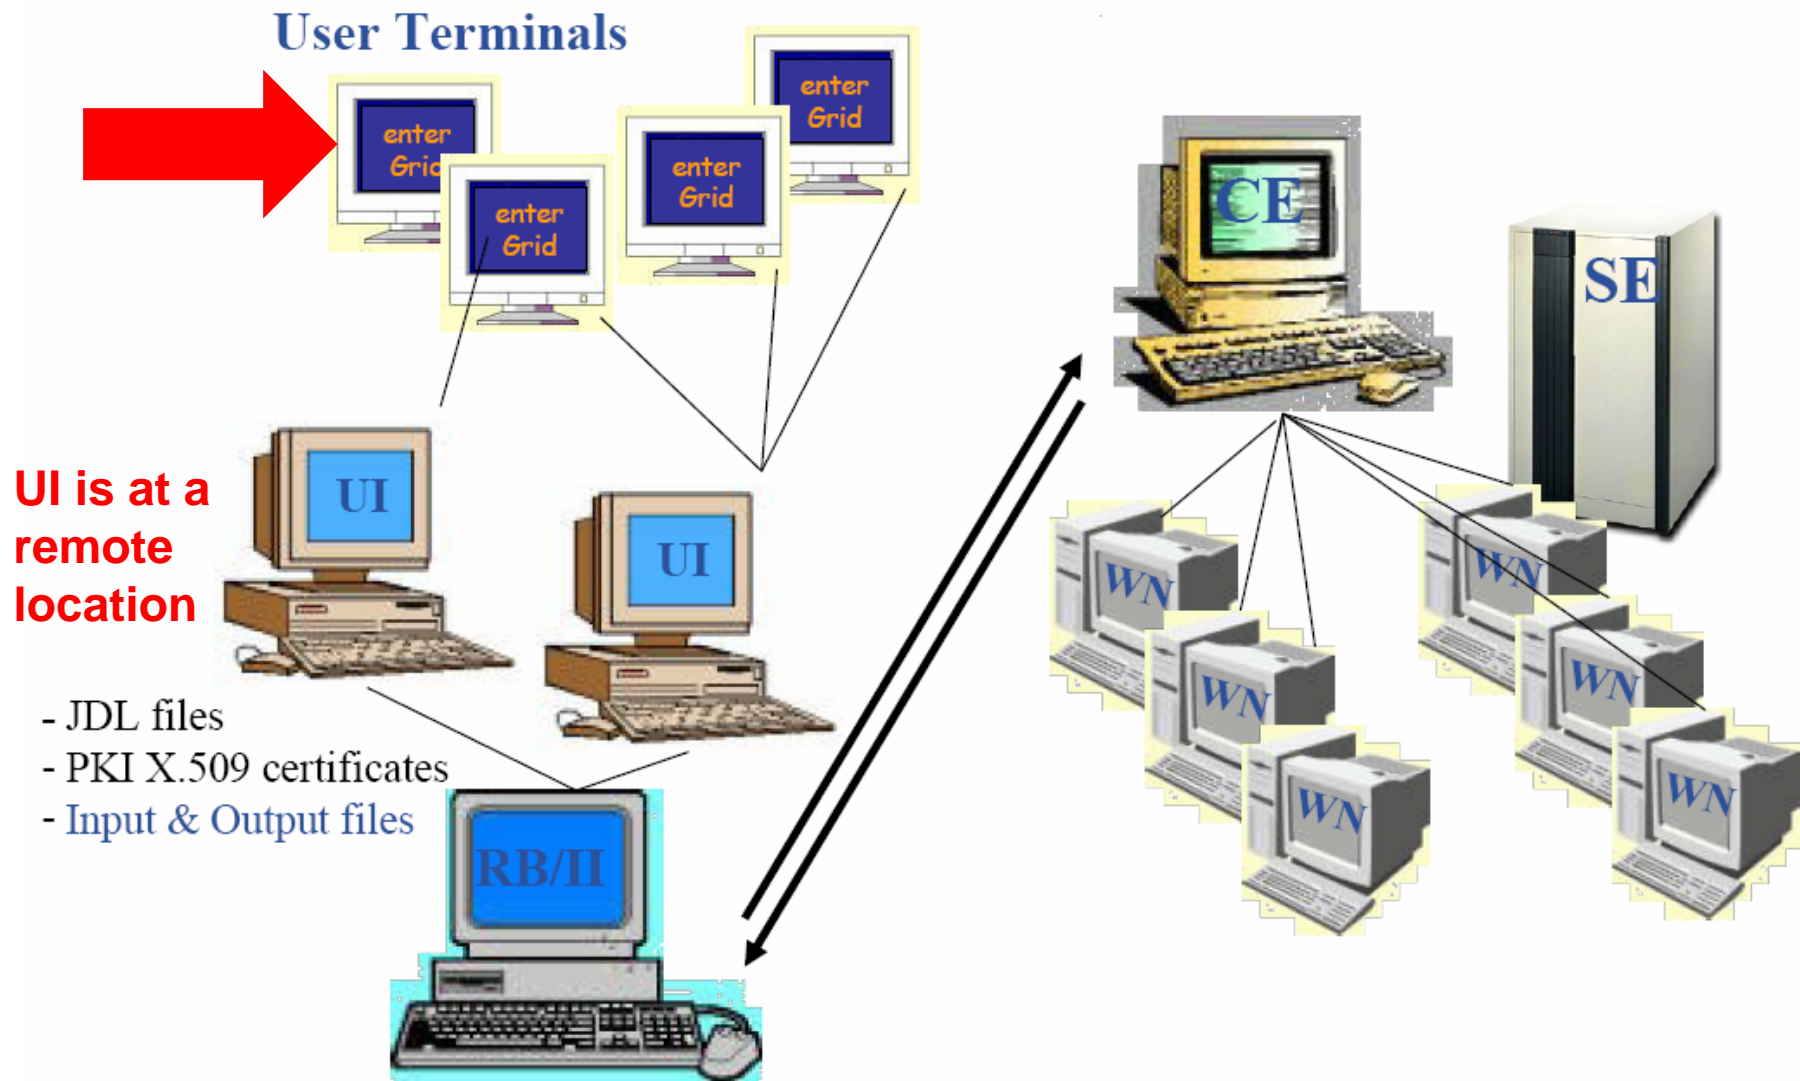 User Terminals
enter
Grid
enter
Grid
enter
Grid
enter
Grid
CE
SE
UI is at a
remote
location
UI
UI
- JDL files
- PKI X.509 certificates
- Input & Output files
RB/II
WN
WN
WN
WN
WN
WN